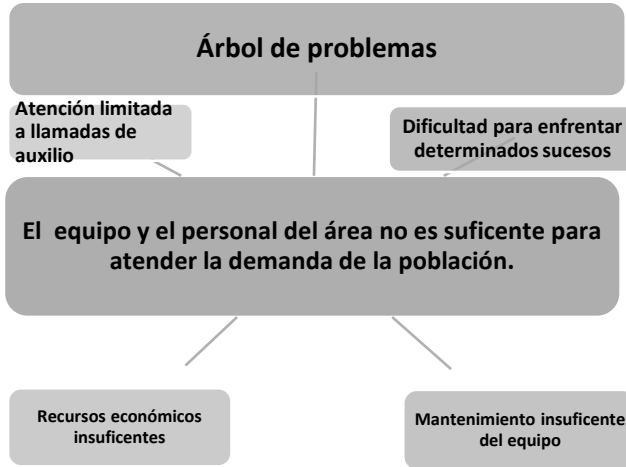 Árbol de problemas
Atención limitada
a llamadas de
auxilio
Dificultad para enfrentar
determinados sucesos
El equipo y el personal del área no es suficente para
atender la demanda de la población.
Recursos económicos
insuficentes
Mantenimiento insuficente
del equipo